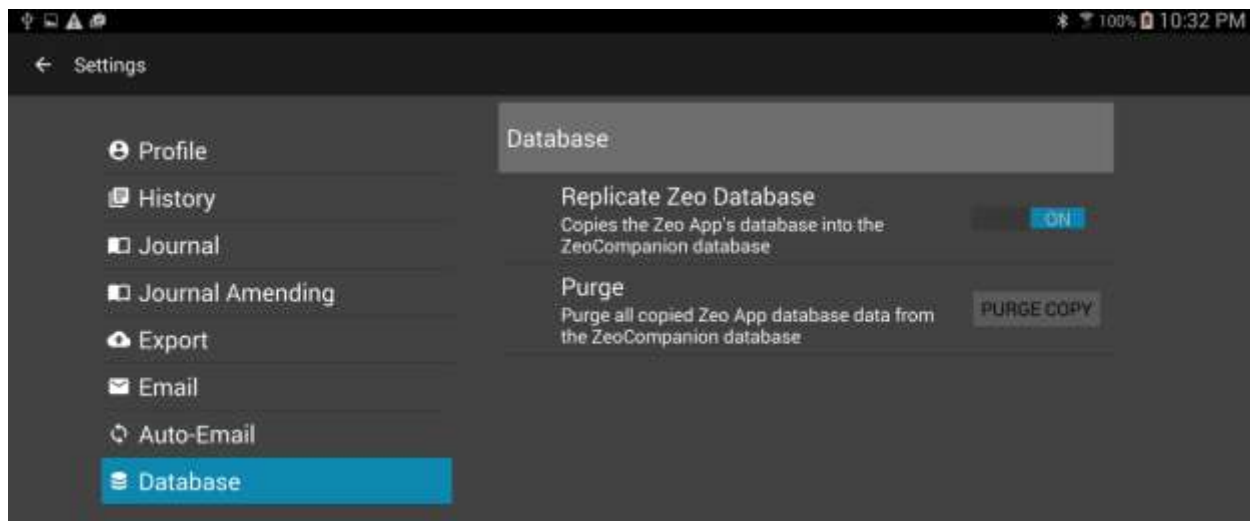 100% 10:32 PM
Settings
Profile
History
Journal
Journal Amending
Export
Email
Auto-Email
Database
Database
Replicate Zeo Database
Copies the Zeo App's database into the
ZeoCompanion database
ON
Purge
Purge all copied Zeo App database data from
the ZeoCompanion database
PURGE COPY